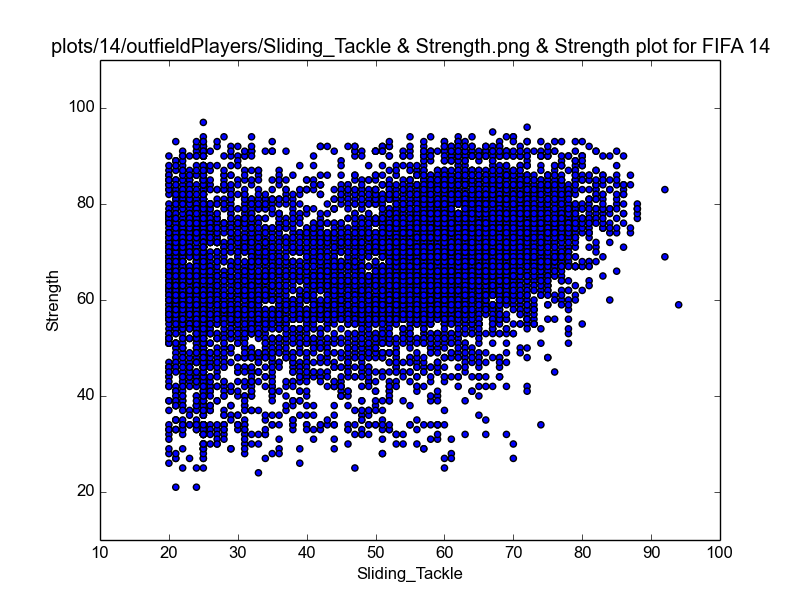 plots/14/outfieldPlayers/Sliding_Tackle & Strength.png & Strength plot for FIFA 14
100
80
60
40
20
Strength
10 20 30 40 50 60 70 80 90 100
Sliding_Tackle